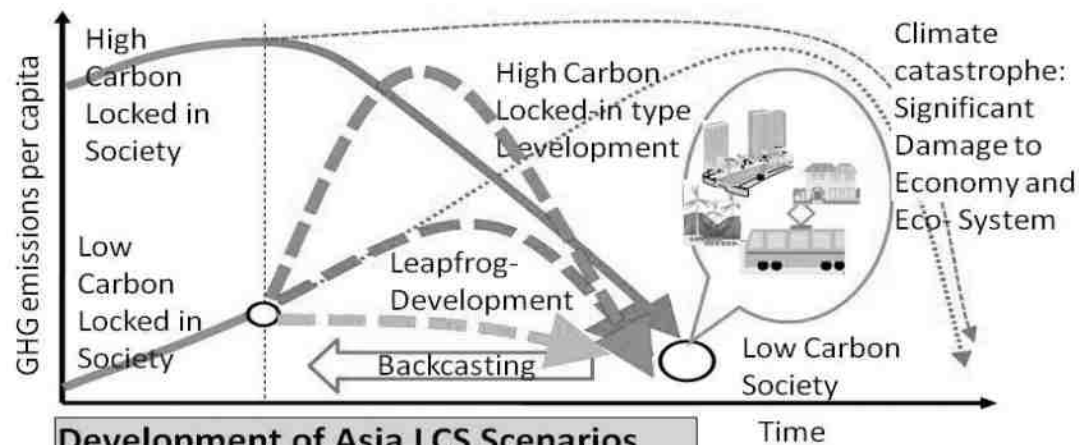 GHG emissions per capita
High
Carbon
Locked in
Society
Low
Carbon
Locked in
Society
High Carbon
Locked-in type
Development
Leapfrog-
Development
Backcasting
Climate
catastrophe:
Significant
Damage to
Economy and
Eco- System
Low Carbon
Society
Time
Development of Asia LCS Scenarios